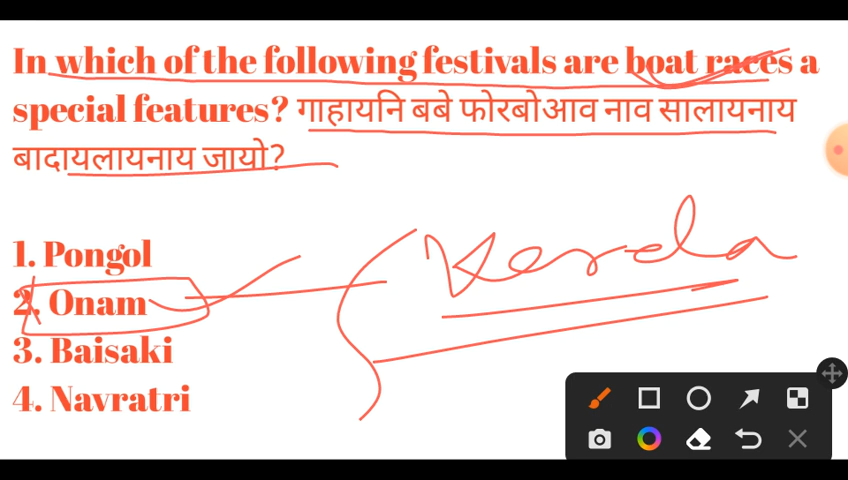 In which of the following festivals are boat races a
special features? गाहायनि बबे फोरबोआव नाव सालायनाय
बादायलायनाय जायो?
1. Pongol
2. Onam
Kerela
3. Baisaki
4. Navratri